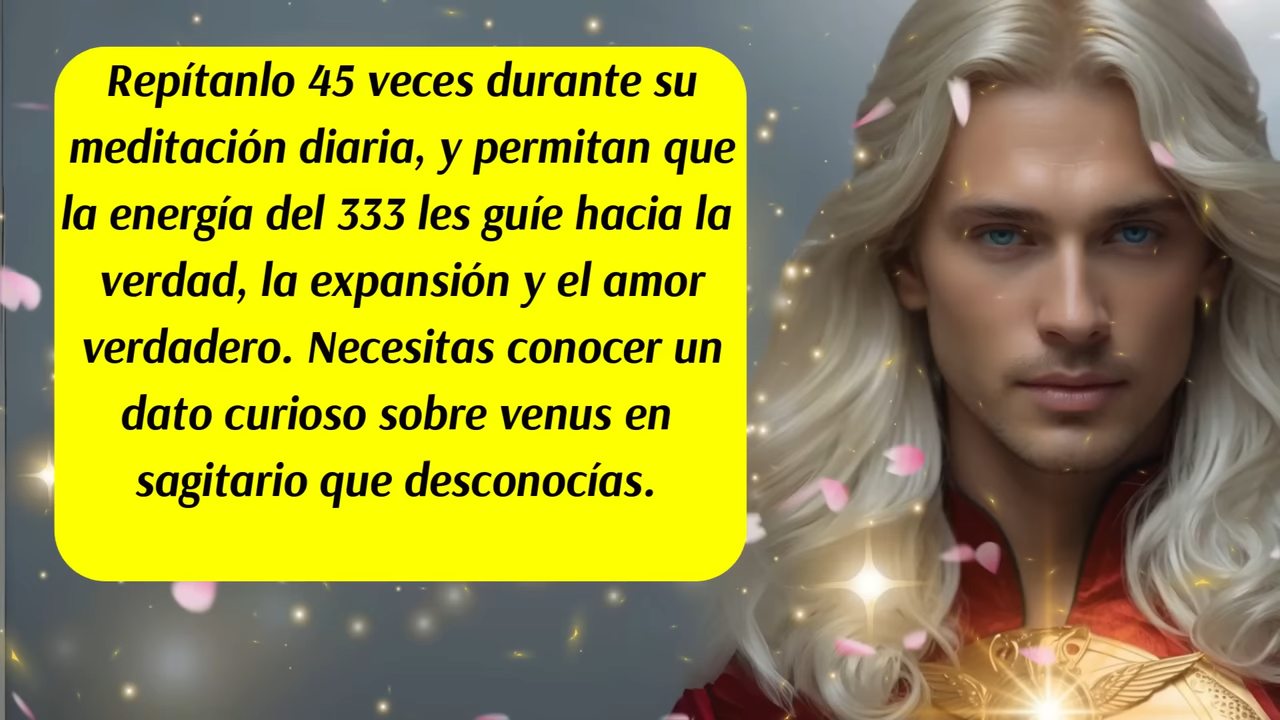 Repítanlo 45 veces durante su
meditación diaria, y permitan que
la energía del 333 les guíe hacia la
verdad, la expansión y el amor
verdadero. Necesitas conocer un
dato curioso sobre venus en
sagitario que desconocías.